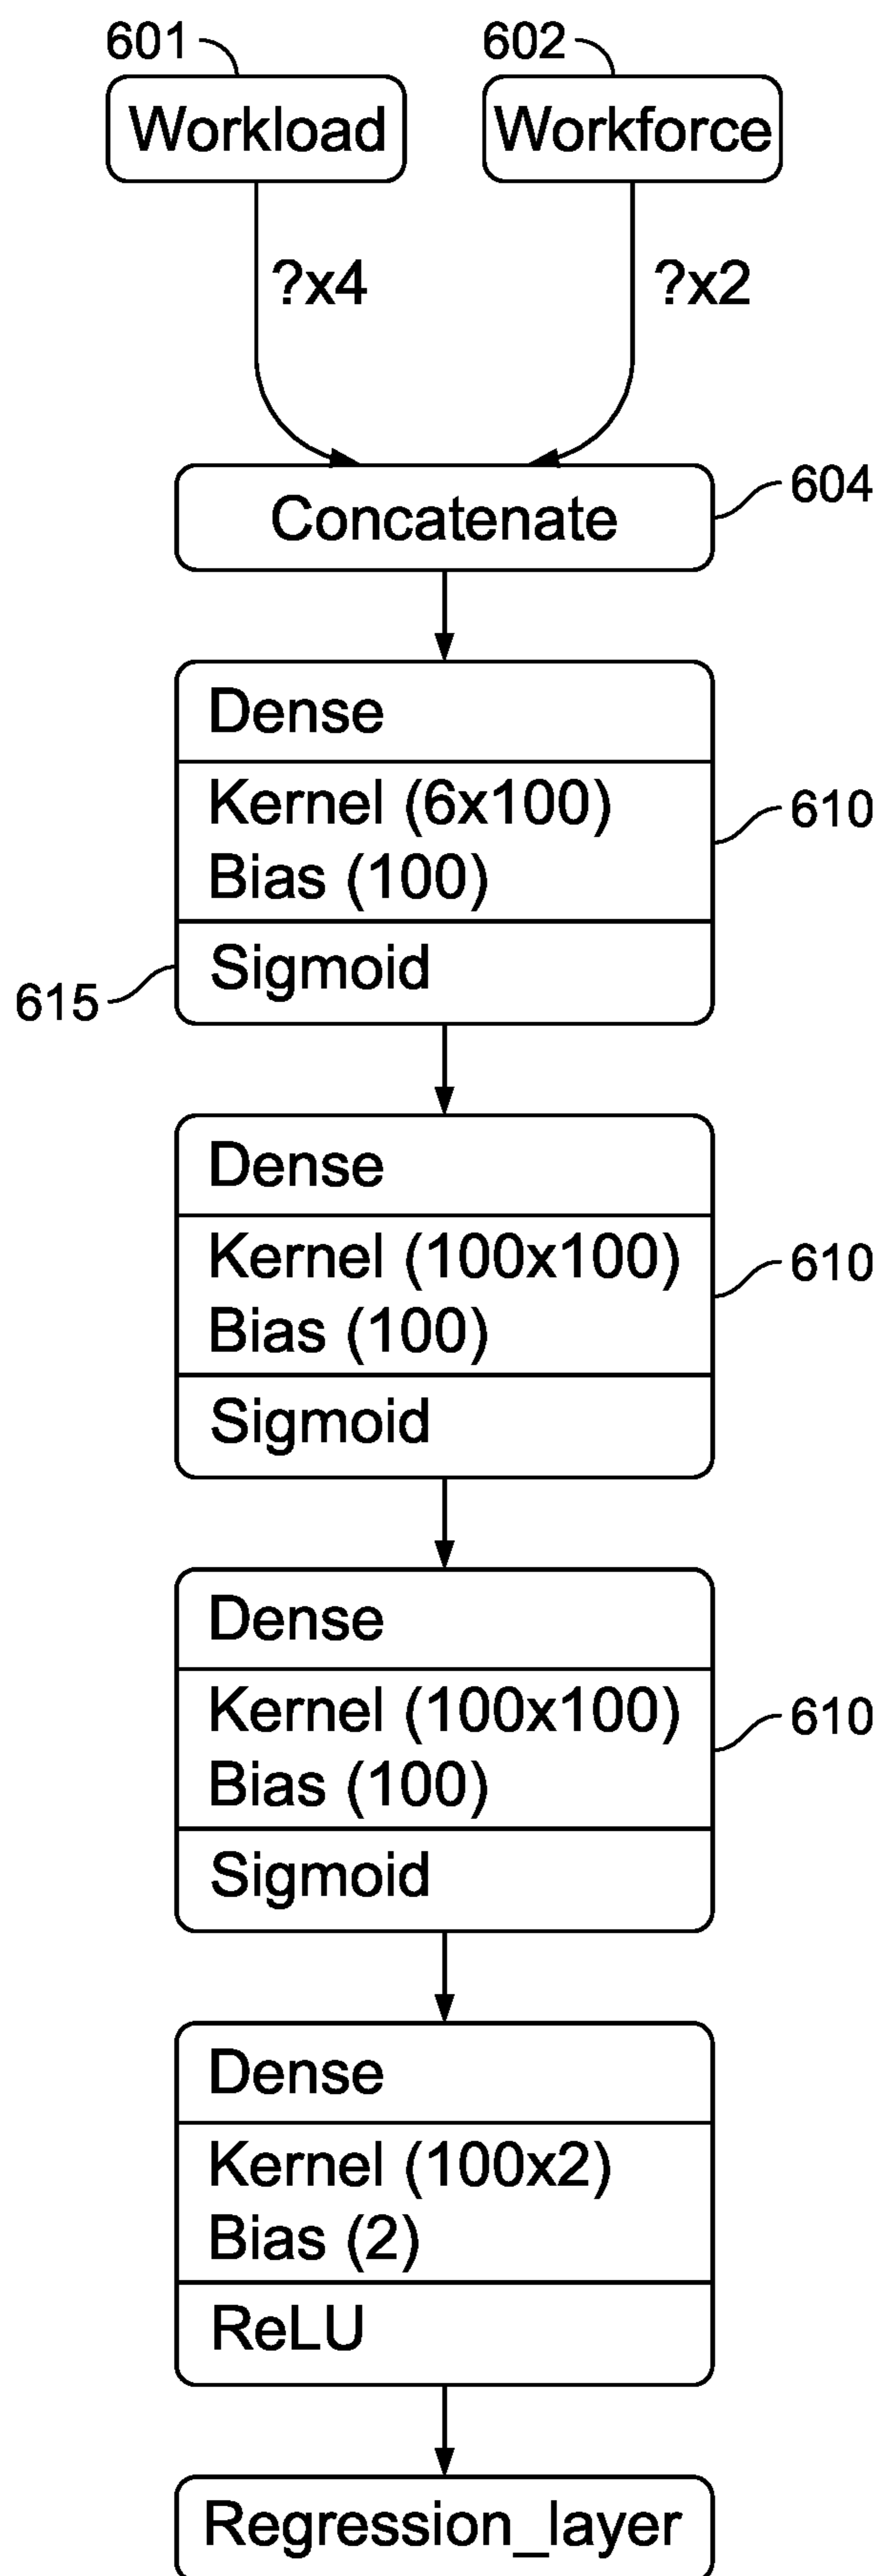 601
602
Workload
Workforce
?x4
?x2
Concatenate
604
Dense
Kernel (6x100)
Bias (100)
610
Sigmoid
615
Dense
Kernel (100x100)
Bias (100)
610
Sigmoid
Dense
Kernel (100x100)
Bias (100)
610
Sigmoid
Dense
Kernel (100x2)
Bias (2)
ReLU
Regression_layer